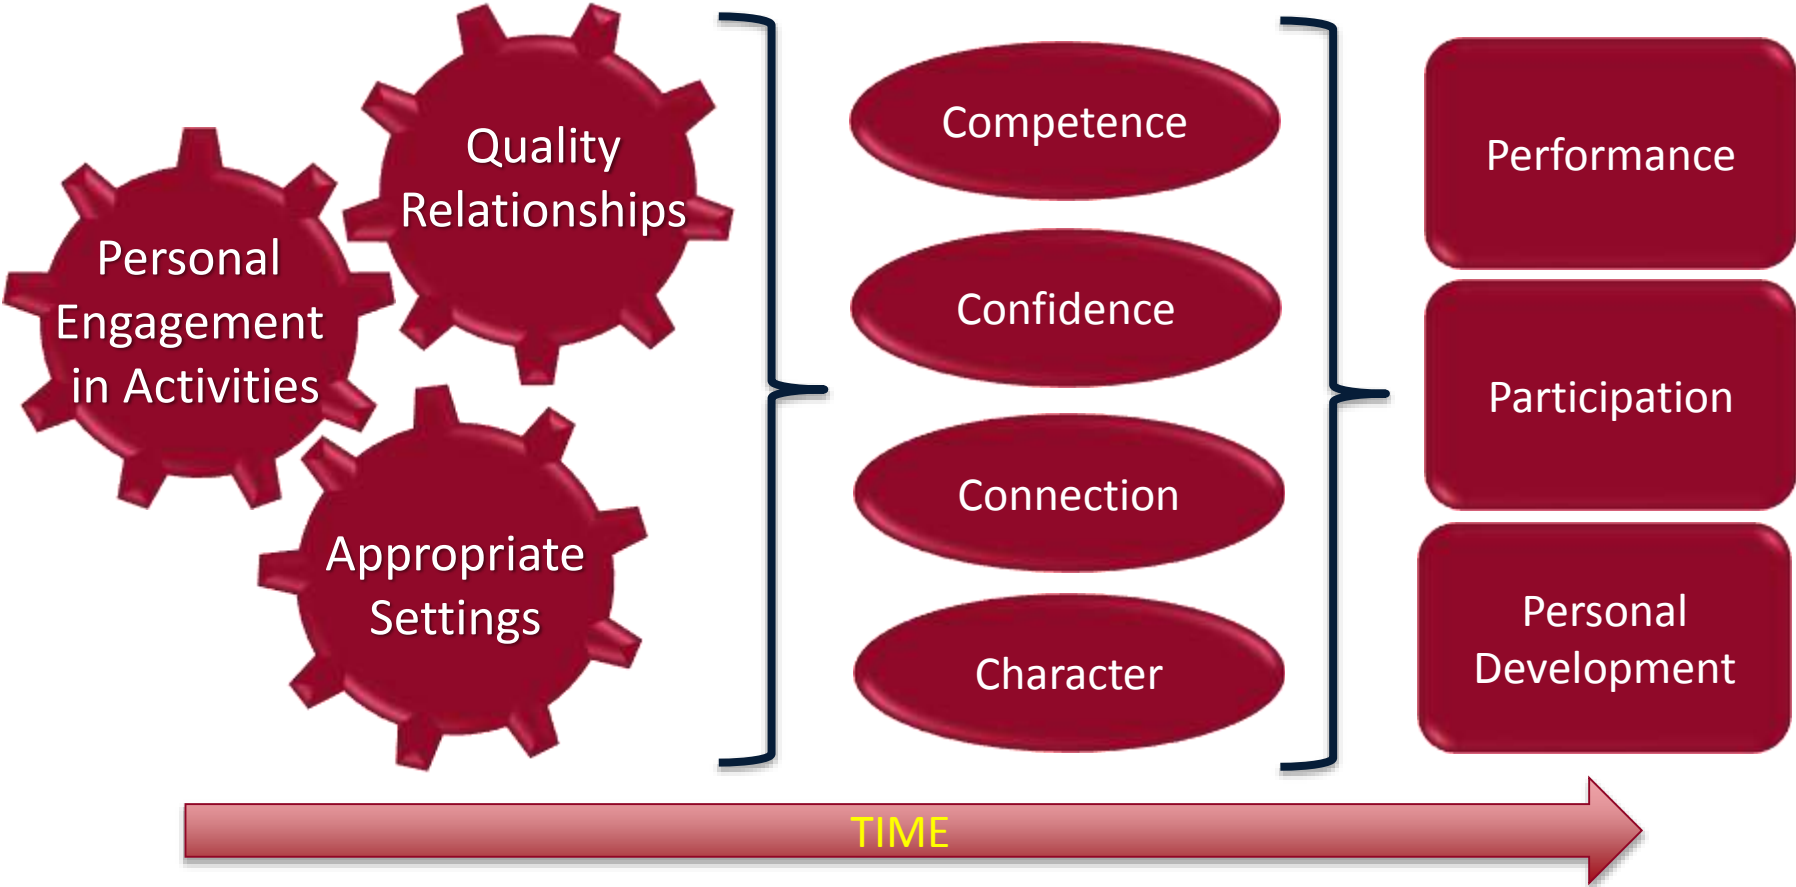 Quality
Relationships
Personal
Engagement
in Activities
Appropriate
Settings
Competence
Confidence
Connection
Character
Performance
Participation
Personal
Development
TIME